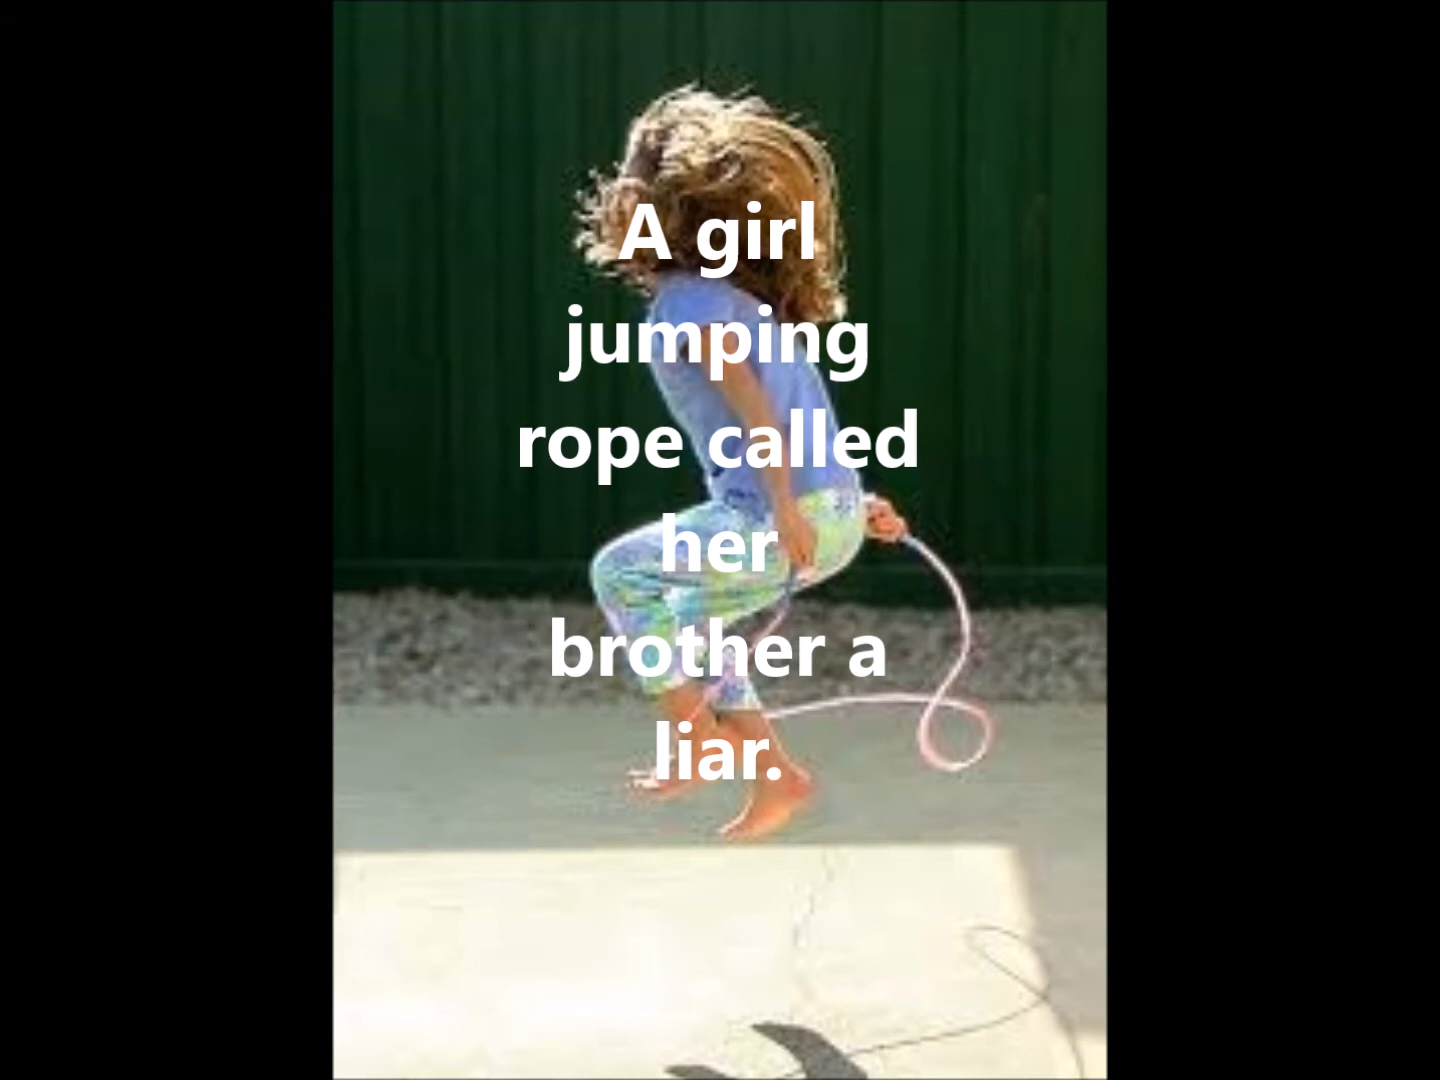 A girl
jumping
rope called
her
brother a
liar.